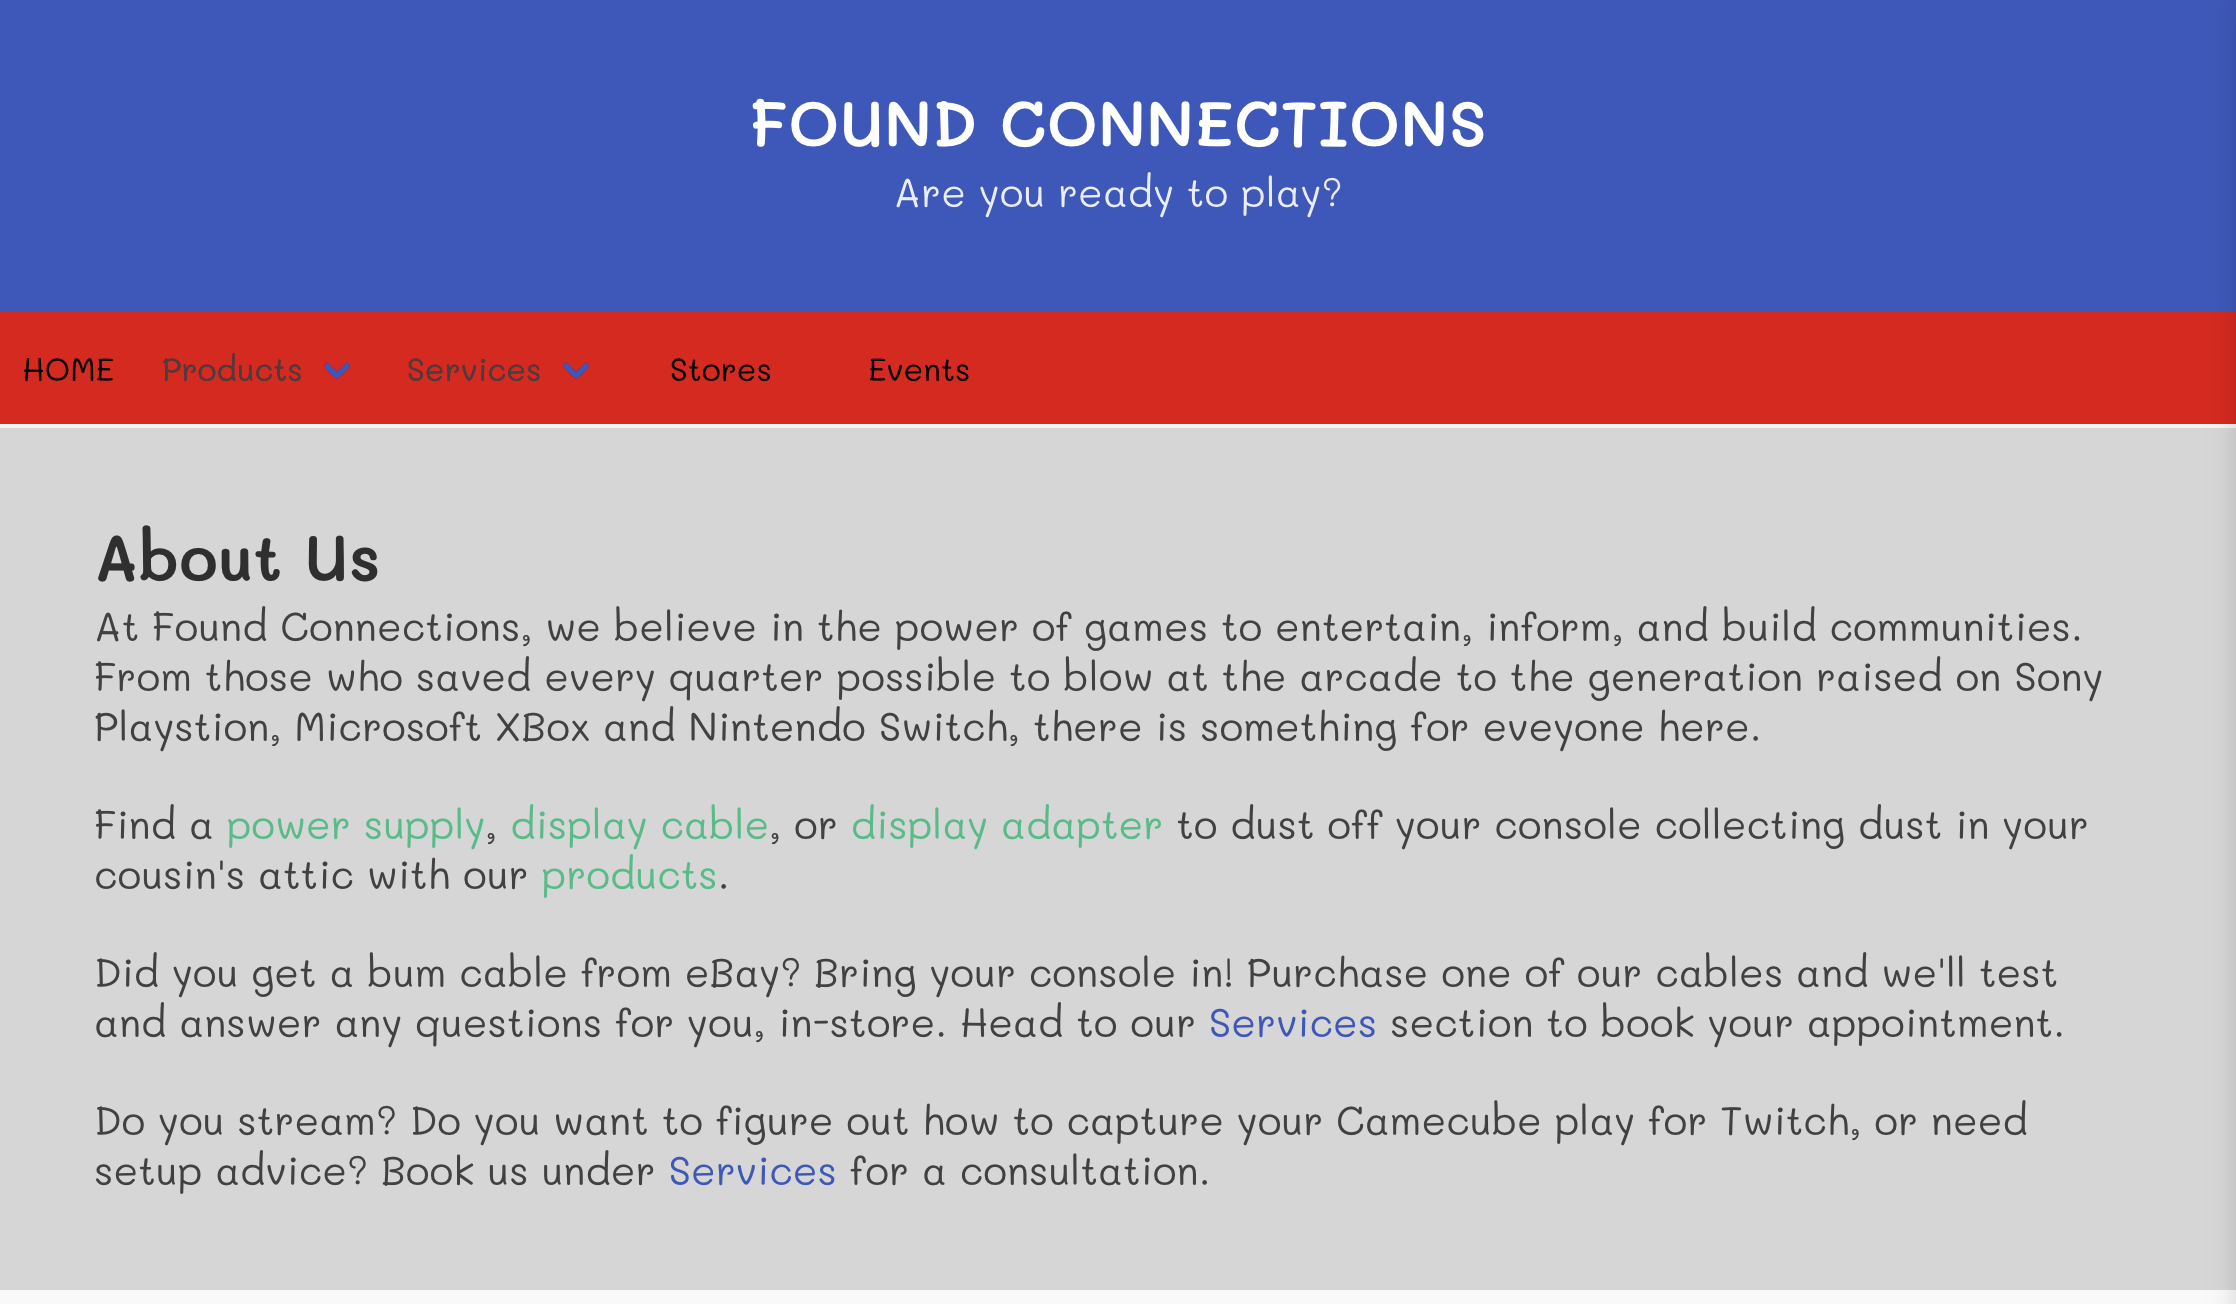 FOUND CONNECTIONS
Are you ready to play?
HOME Products Services Stores Events
About Us
At Found Connections, we believe in the power of games to entertain, inform, and build communities.
From those who saved every quarter possible to blow at the arcade to the generation raised on Sony
Playstion, Microsoft XBox and Nintendo Switch, there is something for eveyone here.
Find a power supply, display cable, or display adapter to dust off your console collecting dust in your
cousin's attic with our products.
Did you get a bum cable from eBay? Bring your console in! Purchase one of our cables and we'll test
and answer any questions for you, in-store. Head to our Services section to book your appointment.
Do you stream? Do you want to figure out how to capture your Camecube play for Twitch, or need
setup advice? Book us under Services for a consultation.